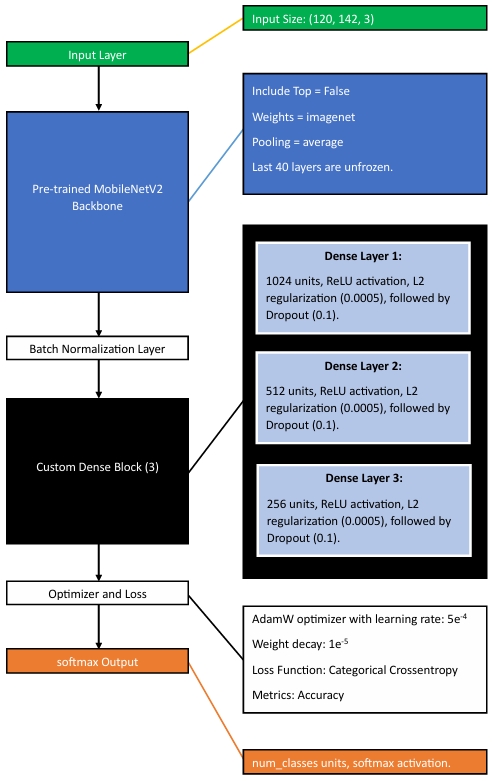 Input Size: (120, 142, 3)
Input Layer
Include Top = False
Weights = imagenet
Pooling = average
Last 40 layers are unfrozen.
Pre-trained MobileNetV2
Backbone
Dense Layer 1:
1024 units, ReLU activation, L2
regularization (0.0005), followed by
Dropout (0.1).
Batch Normalization Layer
Dense Layer 2:
512 units, ReLU activation, L2
regularization (0.0005), followed by
Dropout (0.1).
Custom Dense Block (3)
Dense Layer 3:
256 units, ReLU activation, L2
regularization (0.0005), followed by
Dropout (0.1).
Optimizer and Loss
AdamW optimizer with learning rate: 5e⁻⁴
Weight decay: 1e⁻⁵
Loss Function: Categorical Crossentropy
Metrics: Accuracy
softmax Output
num_classes units, softmax activation.